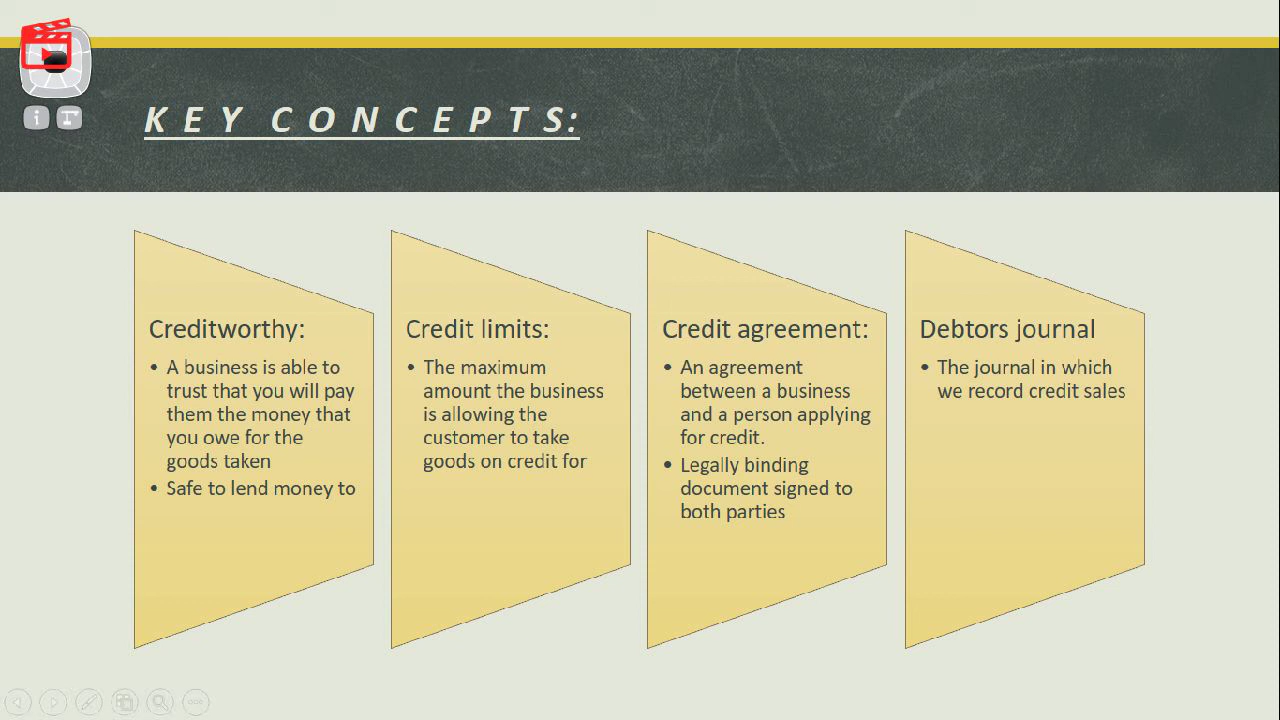 KEY CONCEPTS:
Creditworthy:
• A business is able to
trust that you will pay
them the money that
you owe for the
goods taken
• Safe to lend money to
Credit limits:
• The maximum
amount the business
is allowing the
customer to take
goods on credit for
Credit agreement:
• An agreement
between a business
and a person applying
for credit.
• Legally binding
document signed to
both parties
Debtors journal
• The journal in which
we record credit sales